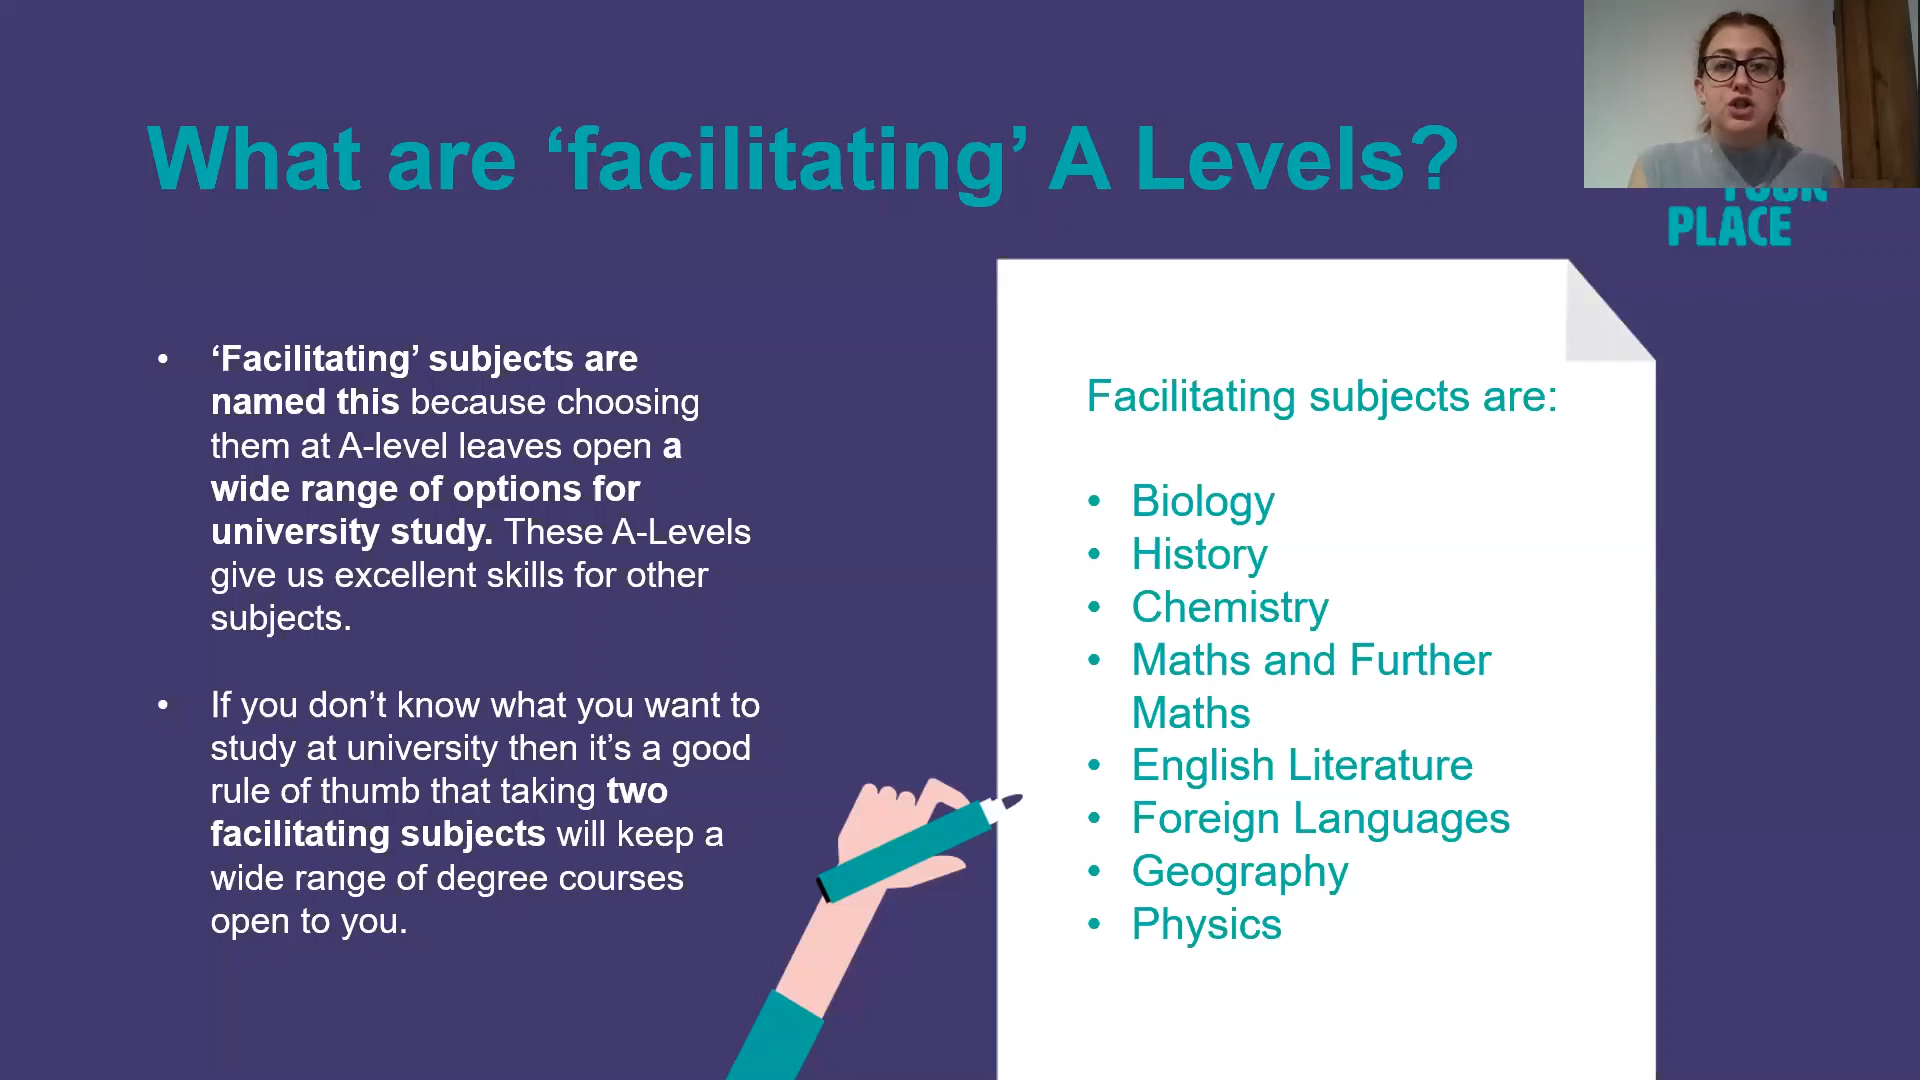 What are ‘facilitating’ A Levels?
PLACE
• ‘Facilitating’ subjects are
named this because choosing
them at A-level leaves open a
wide range of options for
university study. These A-Levels
give us excellent skills for other
subjects.
• If you don’t know what you want to
study at university then it’s a good
rule of thumb that taking two
facilitating subjects will keep a
wide range of degree courses
open to you.
Facilitating subjects are:
• Biology
• History
• Chemistry
• Maths and Further
Maths
• English Literature
• Foreign Languages
• Geography
• Physics